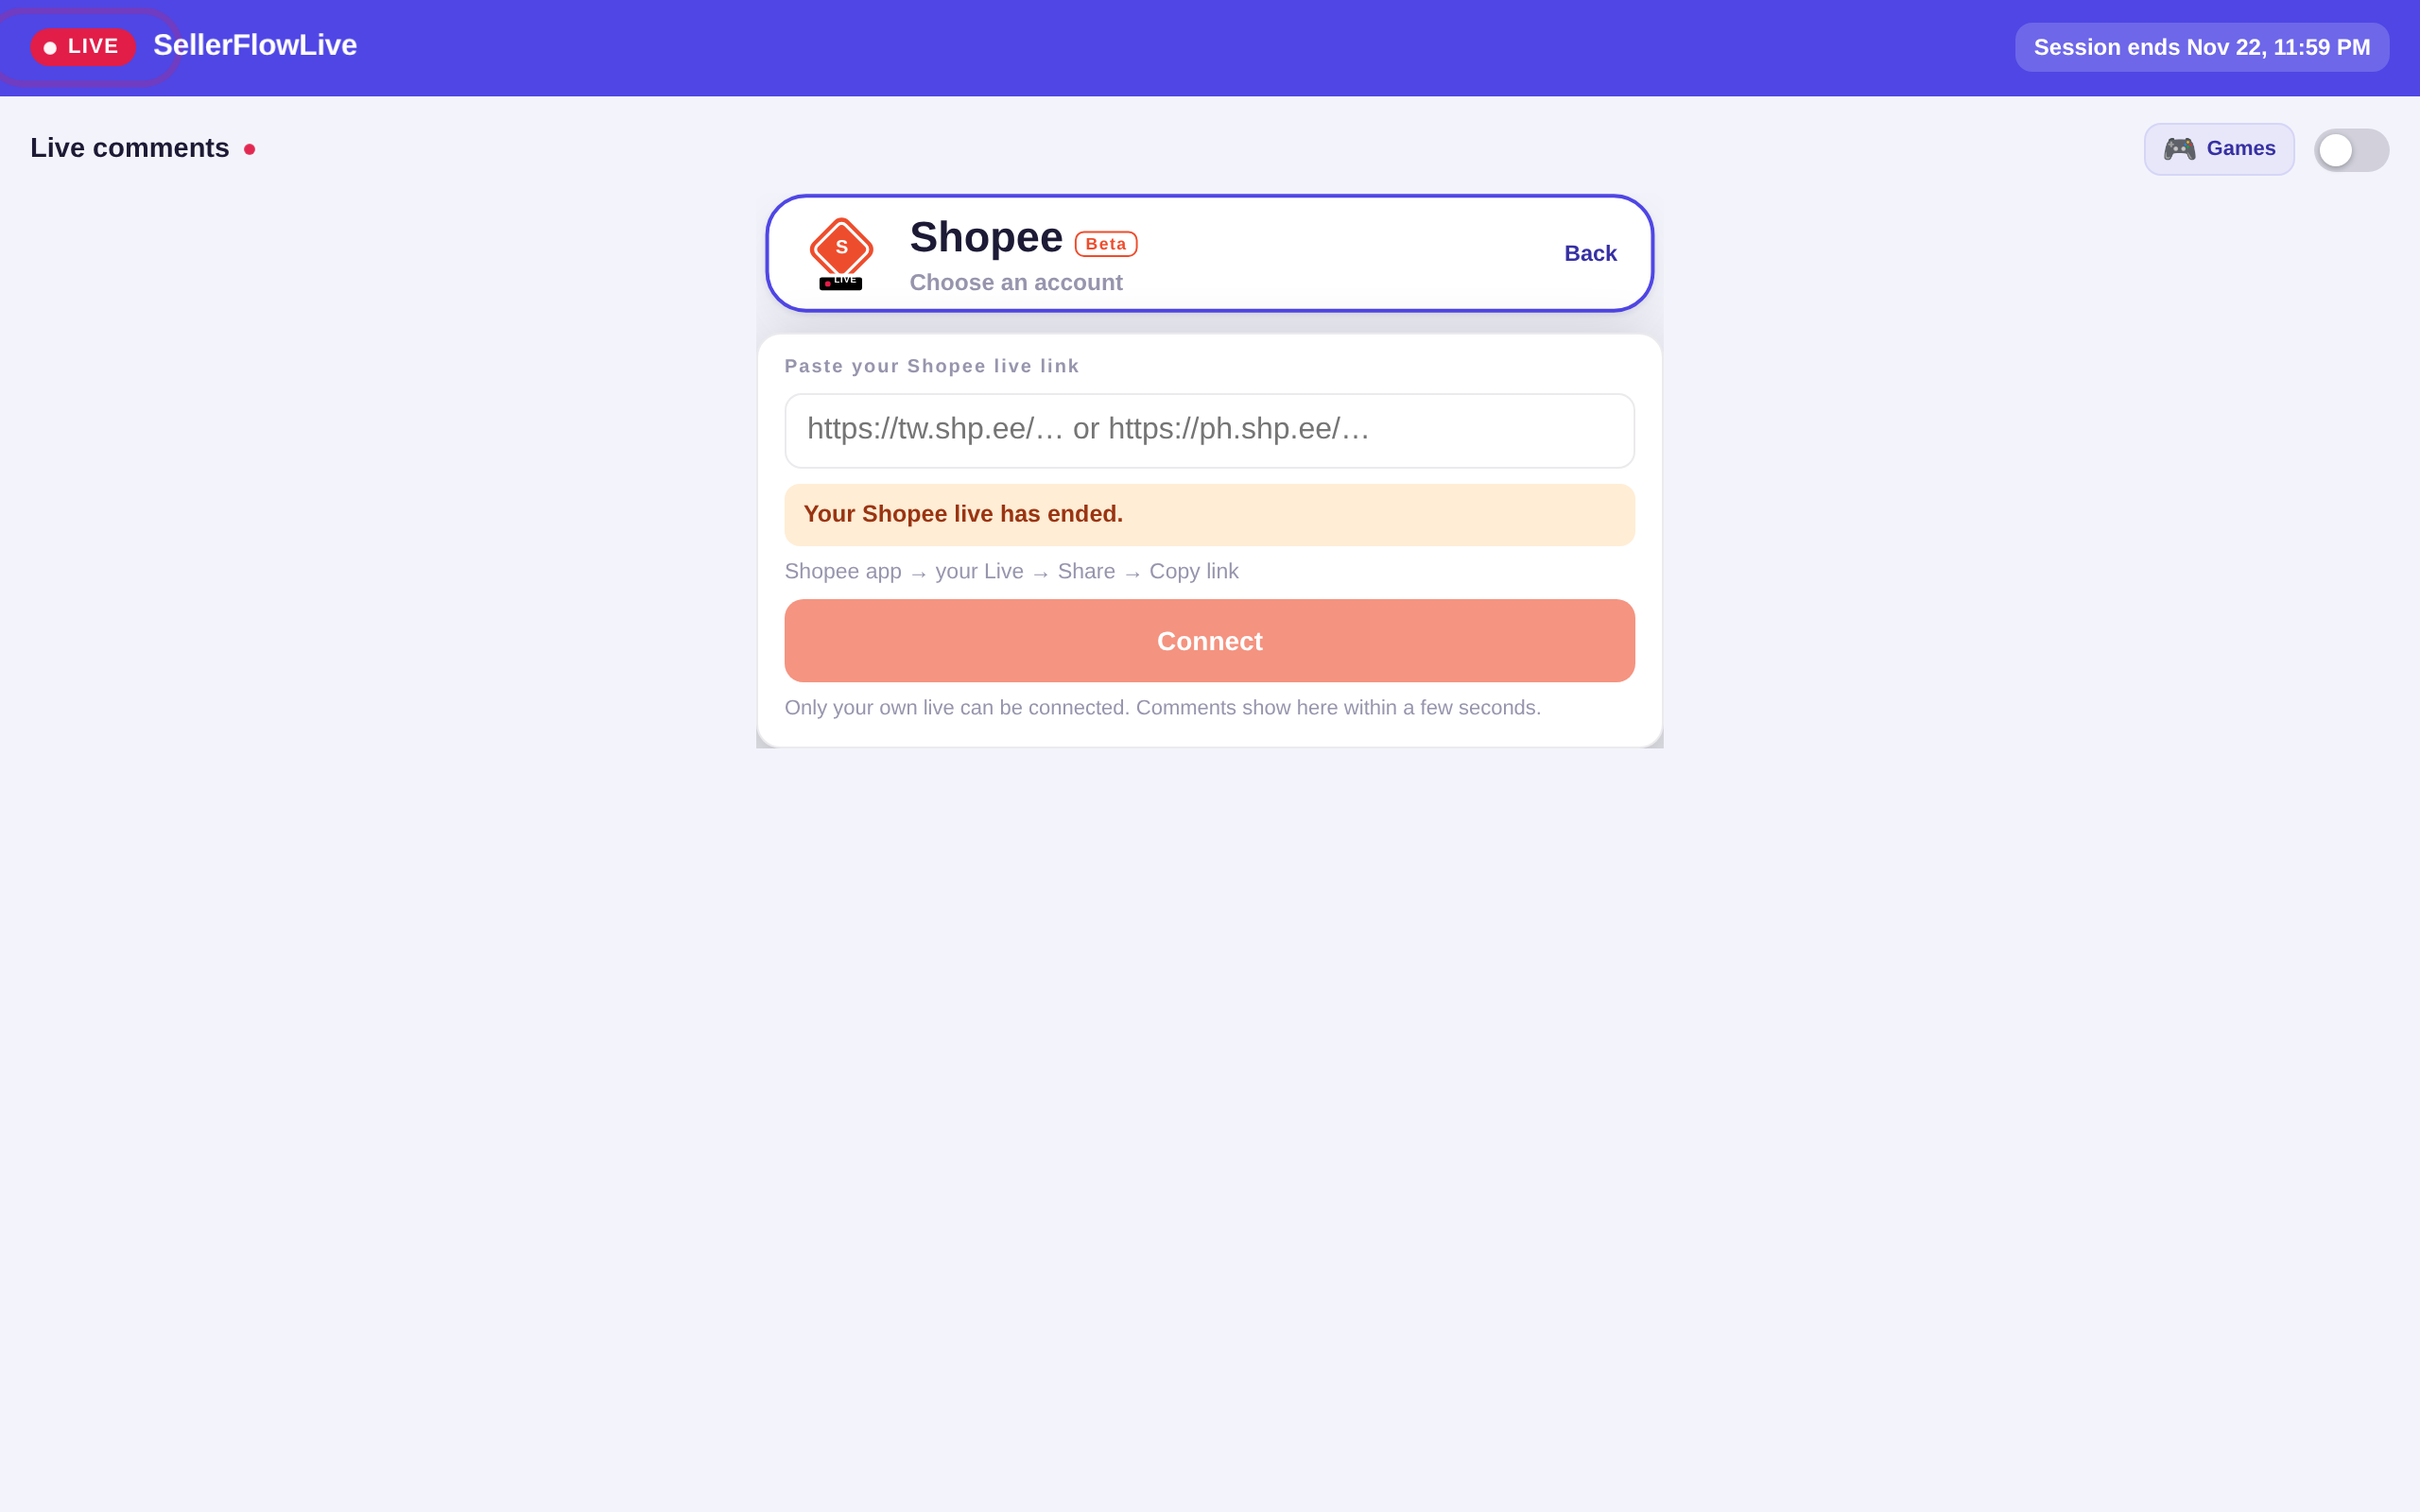 LIVE SellerFlowLive
Session ends Nov 22, 11:59 PM
Live comments
Games
S
LIVE
Shopee Beta
Choose an account
Back
Paste your Shopee live link
https://tw.shp.ee/… or https://ph.shp.ee/…
Your Shopee live has ended.
Shopee app → your Live → Share → Copy link
Connect
Only your own live can be connected. Comments show here within a few seconds.